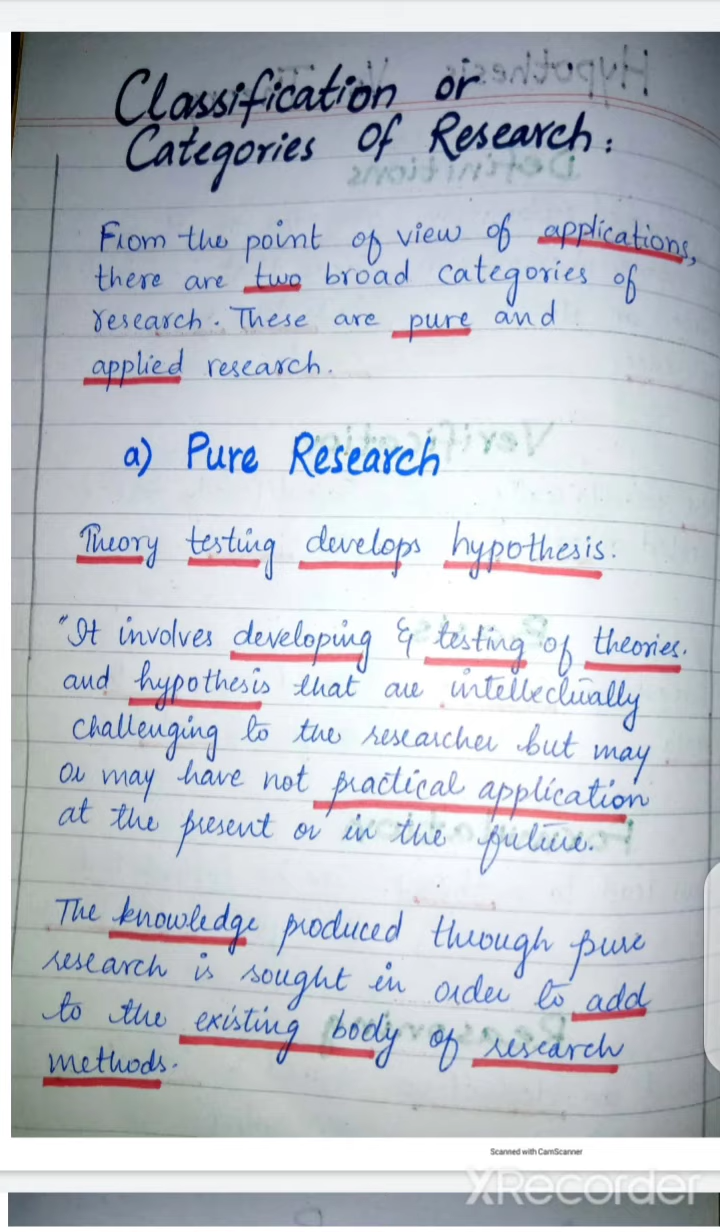 Classification or
Categories of Research:
From the point of view of applications,
there are two broad categories of
research. These are pure and
applied research.
a) Pure Research
Theory testing develops hypothesis.
"It involves developing & testing of theories.
and hypothesis that are intellectually
challenging to the researcher but may
or may have not practical application
at the present or in the future.
The knowledge produced through pure
research is sought in order to add
to the existing body of research
methods.
Scanned with CamScanner
XRecorder